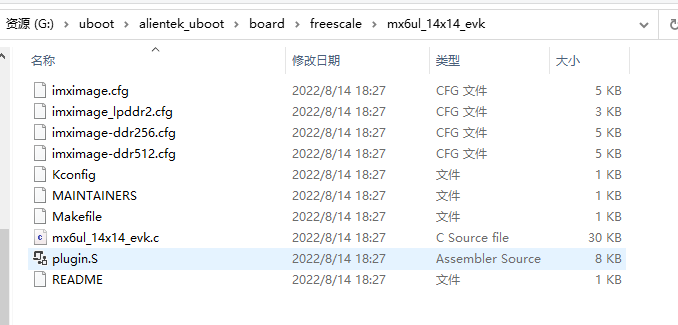 资源 (G:) › uboot › alientek_uboot › board › freescale › mx6ul_14x14_evk
名称 修改日期 类型 大小
imximage.cfg 2022/8/14 18:27 CFG 文件 5 KB
imximage_lpddr2.cfg 2022/8/14 18:27 CFG 文件 3 KB
imximage-ddr256.cfg 2022/8/14 18:27 CFG 文件 5 KB
imximage-ddr512.cfg 2022/8/14 18:27 CFG 文件 5 KB
Kconfig 2022/8/14 18:27 文件 1 KB
MAINTAINERS 2022/8/14 18:27 文件 1 KB
Makefile 2022/8/14 18:27 文件 1 KB
mx6ul_14x14_evk.c 2022/8/14 18:27 C Source file 30 KB
plugin.S 2022/8/14 18:27 Assembler Source 8 KB
README 2022/8/14 18:27 文件 1 KB